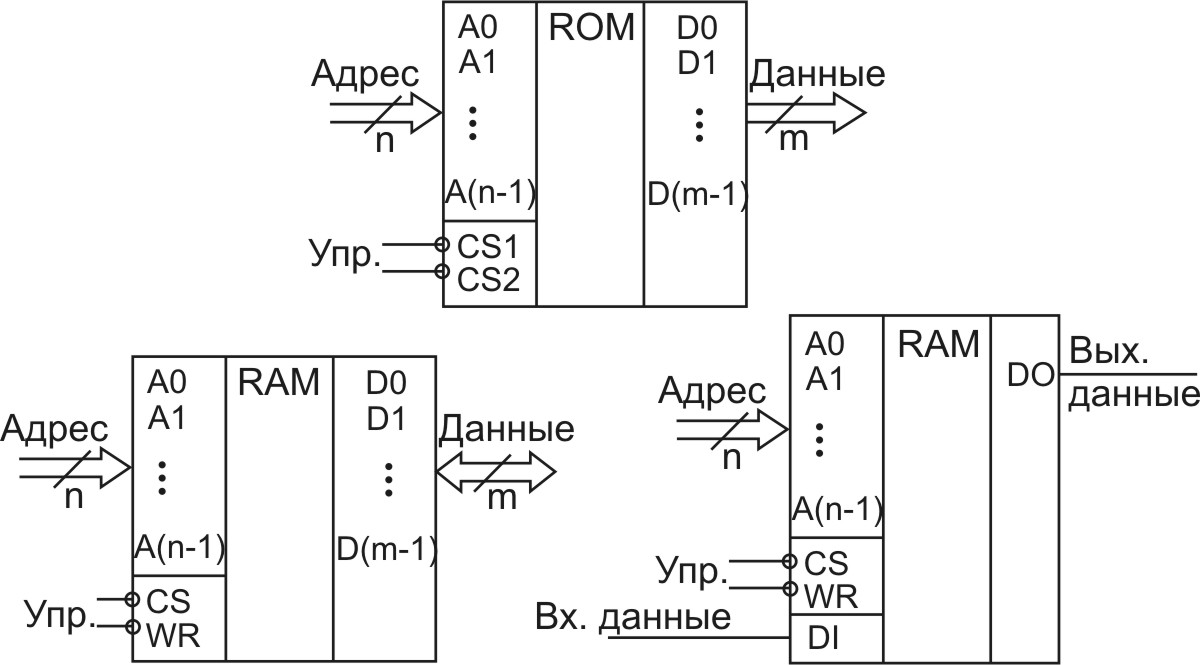 A0 ROM D0
A1 D1
Адрес Данные
n m
A(n-1) D(m-1)
Упр. CS1
CS2
A0 RAM D0
A1 D1
Адрес Данные
n m
A(n-1) D(m-1)
Упр. CS
WR
A0 RAM
A1 DO Вых.
данные
Адрес
n
A(n-1)
Упр. CS
WR
Вх. данные DI